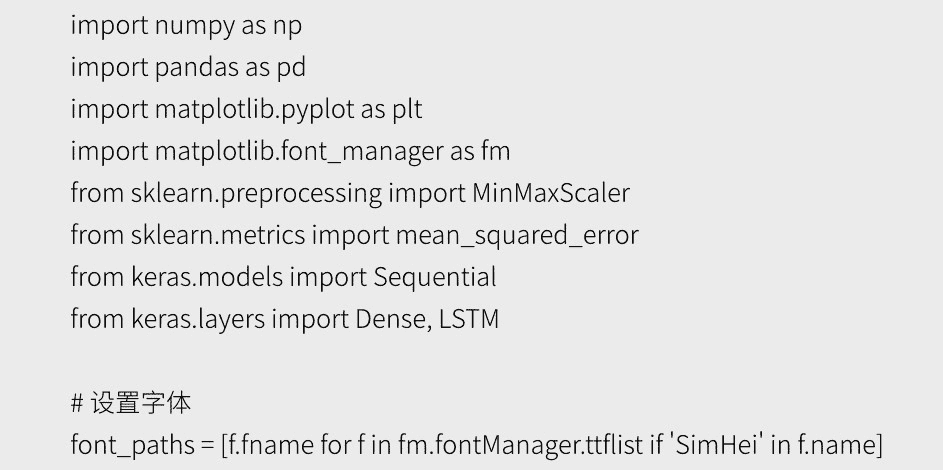 import numpy as np
import pandas as pd
import matplotlib.pyplot as plt
import matplotlib.font_manager as fm
from sklearn.preprocessing import MinMaxScaler
from sklearn.metrics import mean_squared_error
from keras.models import Sequential
from keras.layers import Dense, LSTM
# 设置字体
font_paths = [f.fname for f in fm.fontManager.ttflist if 'SimHei' in f.name]